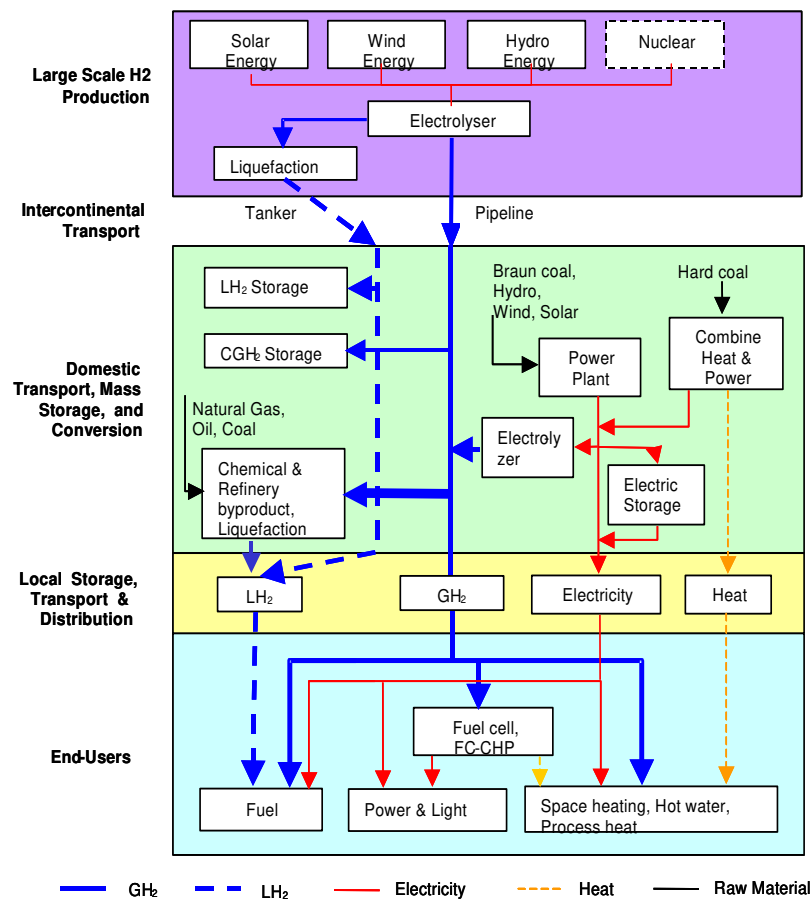 Solar
Energy
Wind
Energy
Hydro
Energy
Nuclear
Large Scale H2
Production
Electrolyser
Liquefaction
Intercontinental
Transport
Tanker
Pipeline
Braun coal,
Hydro,
Wind, Solar
Hard coal
LH₂ Storage
CGH₂ Storage
Power
Plant
Combine
Heat &
Power
Domestic
Transport, Mass
Storage, and
Conversion
Natural Gas,
Oil, Coal
Electroly
zer
Chemical &
Refinery
byproduct,
Liquefaction
Electric
Storage
Local Storage,
Transport &
Distribution
LH₂
GH₂
Electricity
Heat
End-Users
Fuel cell,
FC-CHP
Fuel
Power & Light
Space heating, Hot water,
Process heat
GH₂
LH₂
Electricity
Heat
Raw Material